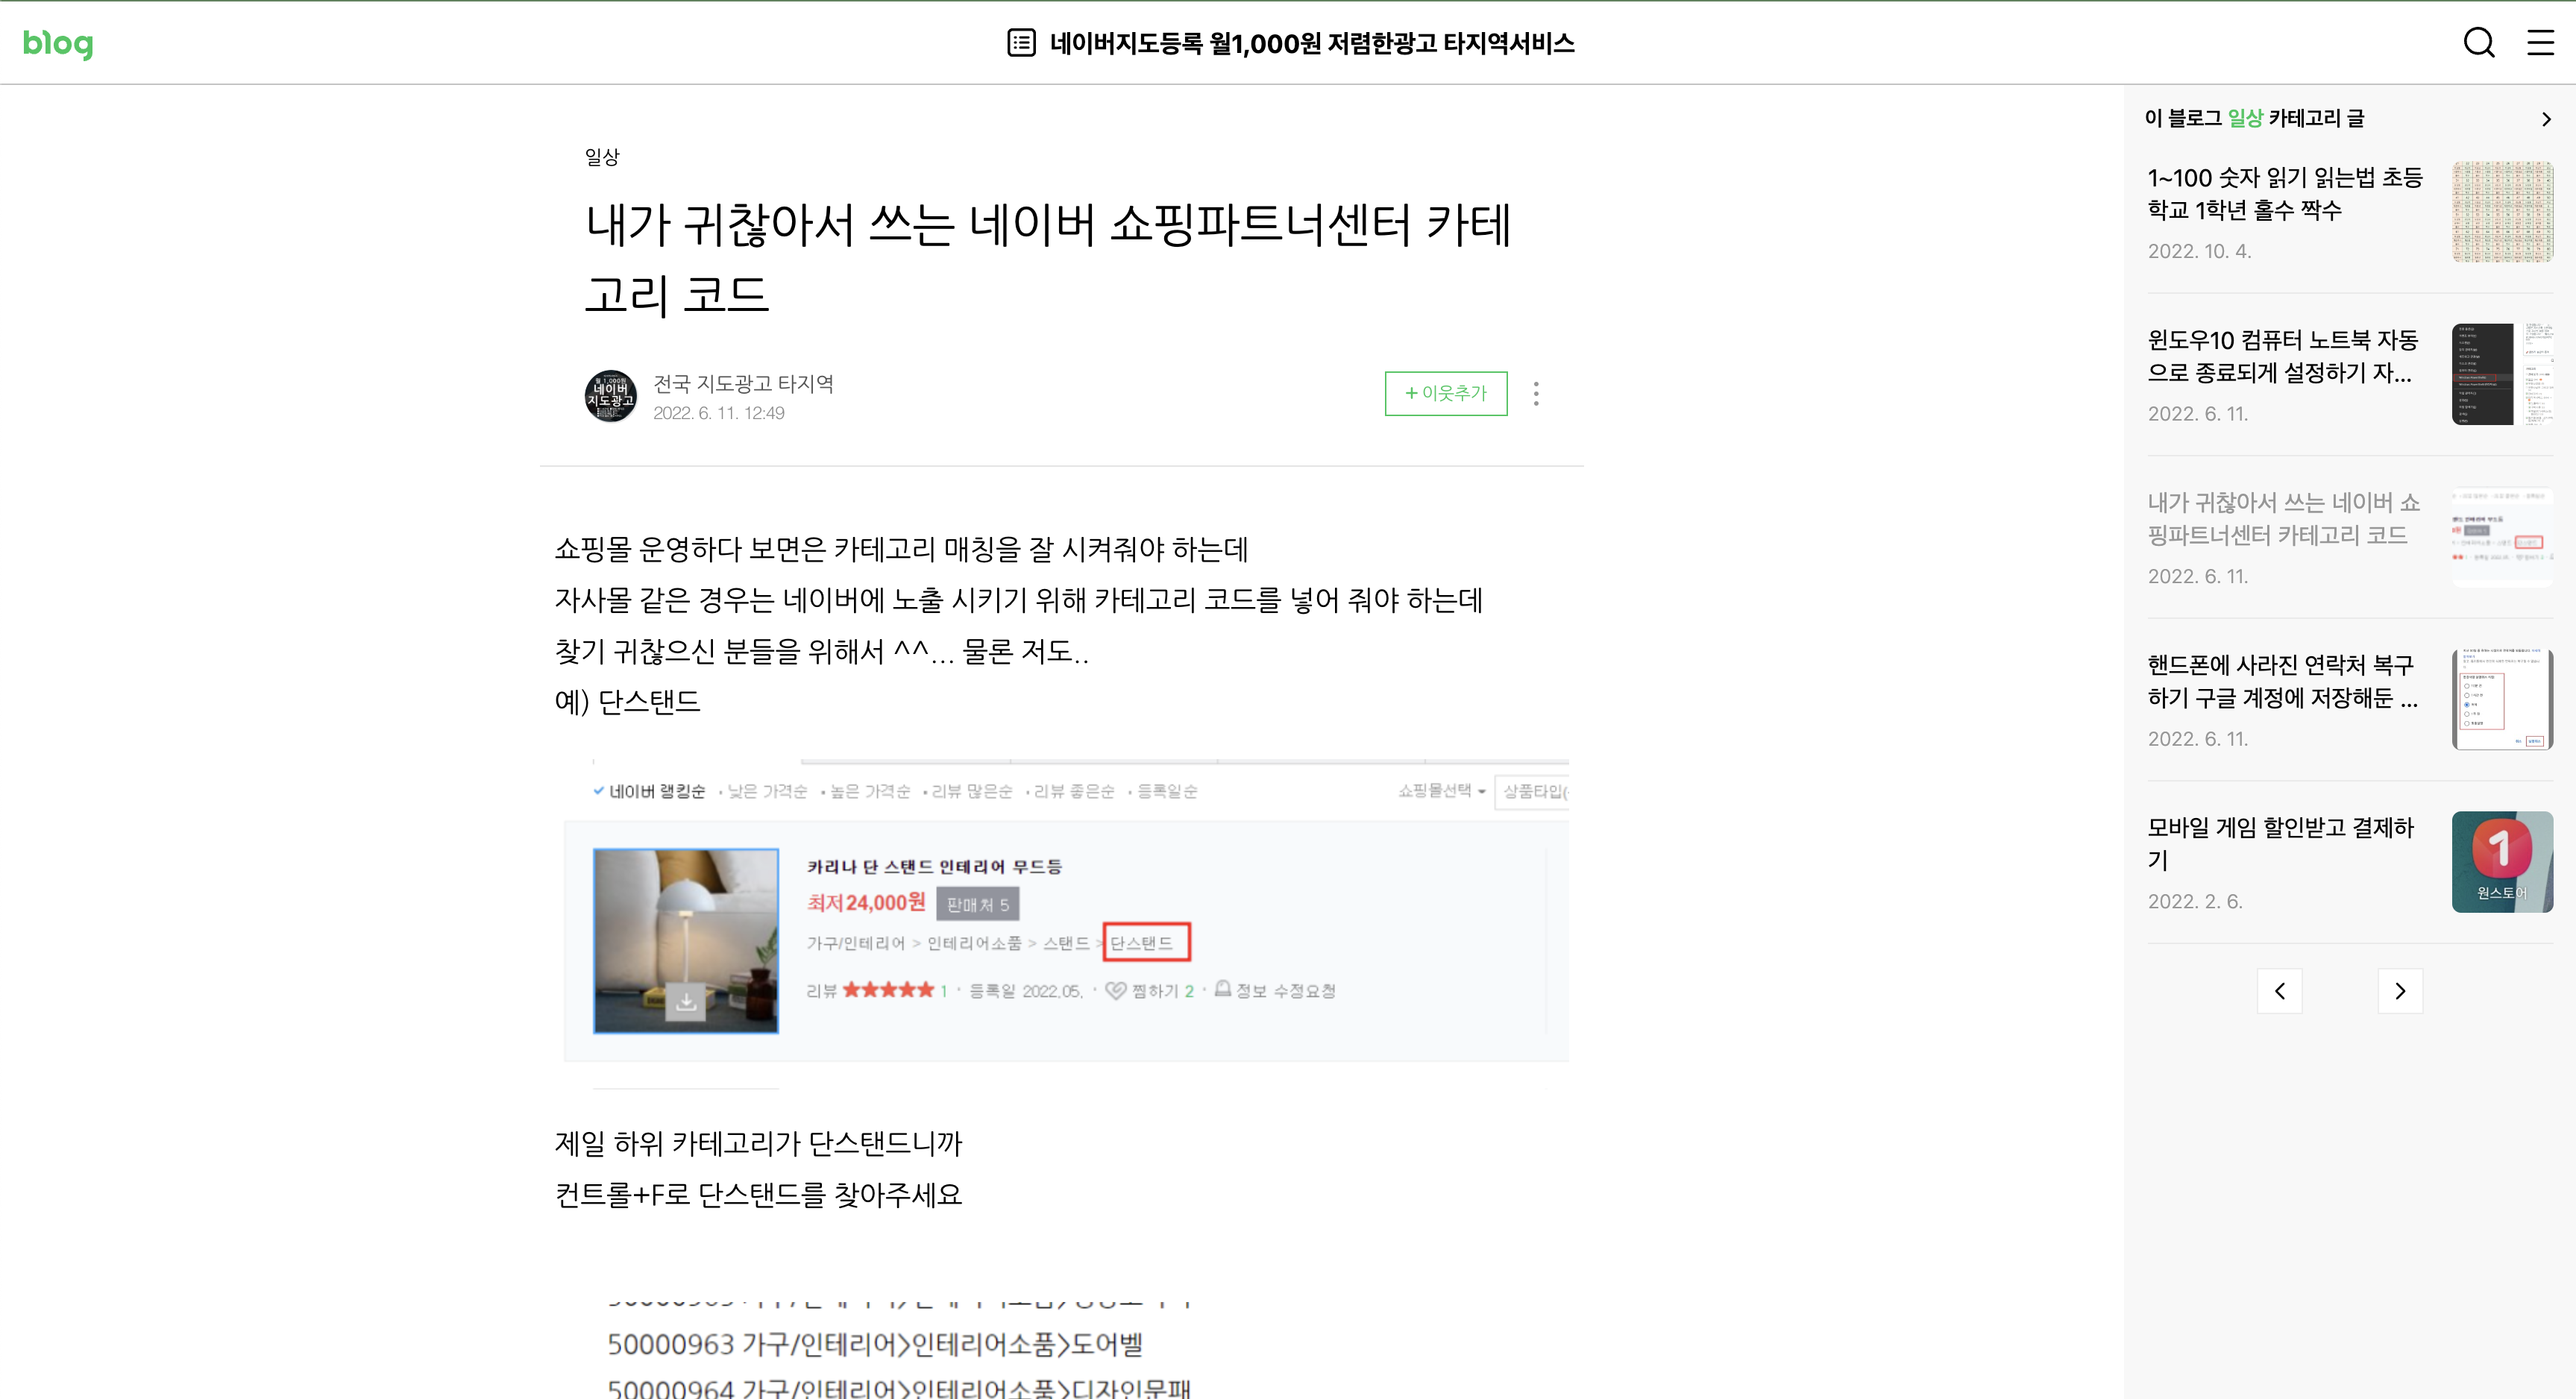 blog
네이버지도등록 월1,000원 저렴한광고 타지역서비스
일상
내가 귀찮아서 쓰는 네이버 쇼핑파트너센터 카테
고리 코드
월 1,000원
네이버
지도광고
전국 지도광고 타지역
2022. 6. 11. 12:49
+ 이웃추가
쇼핑몰 운영하다 보면은 카테고리 매칭을 잘 시켜줘야 하는데
자사몰 같은 경우는 네이버에 노출 시키기 위해 카테고리 코드를 넣어 줘야 하는데
찾기 귀찮으신 분들을 위해서 ^^... 물론 저도..
예) 단스탠드
네이버 랭킹순 · 낮은 가격순 · 높은 가격순 · 리뷰 많은순 · 리뷰 좋은순 · 등록일순
쇼핑몰선택 상품타입(
카리나 단 스탠드 인테리어 무드등
최저 24,000원 판매처 5
가구/인테리어 > 인테리어소품 > 스탠드 > 단스탠드
리뷰 ★★★★★ 1 · 등록일 2022.05. · 찜하기 2 · 정보 수정요청
제일 하위 카테고리가 단스탠드니까
컨트롤+F로 단스탠드를 찾아주세요
50000963 가구/인테리어>인테리어소품>도어벨
50000964 가구/인테리어>인테리어소품>디자인문패
이 블로그 일상 카테고리 글
1~100 숫자 읽기 읽는법 초등
학교 1학년 홀수 짝수
2022. 10. 4.
윈도우10 컴퓨터 노트북 자동
으로 종료되게 설정하기 자...
2022. 6. 11.
내가 귀찮아서 쓰는 네이버 쇼
핑파트너센터 카테고리 코드
2022. 6. 11.
핸드폰에 사라진 연락처 복구
하기 구글 계정에 저장해둔 ...
2022. 6. 11.
모바일 게임 할인받고 결제하
기
2022. 2. 6.
1
원스토어